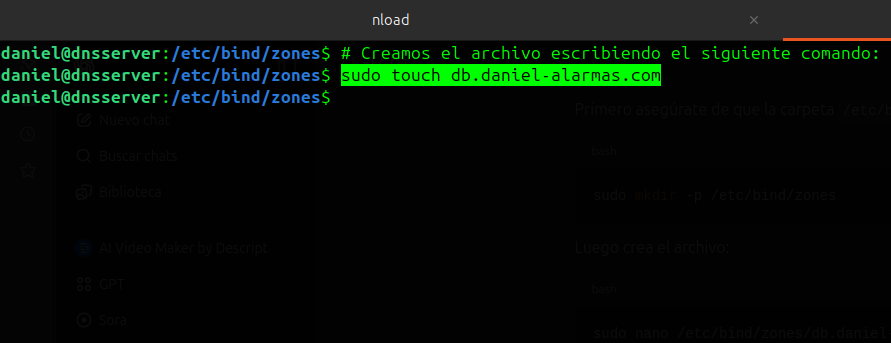 nload ×
daniel@dnsserver:/etc/bind/zones$ # Creamos el archivo escribiendo el siguiente comando:
daniel@dnsserver:/etc/bind/zones$ sudo touch db.daniel-alarmas.com
daniel@dnsserver:/etc/bind/zones$
Primero asegúrate de que la carpeta /etc/b
Nuevo chat
bash
Buscar chats
Biblioteca
sudo mkdir -p /etc/bind/zones
AI Video Maker by Descript
Luego crea el archivo:
GPT
bash
Sora
sudo nano /etc/bind/zones/db.daniel